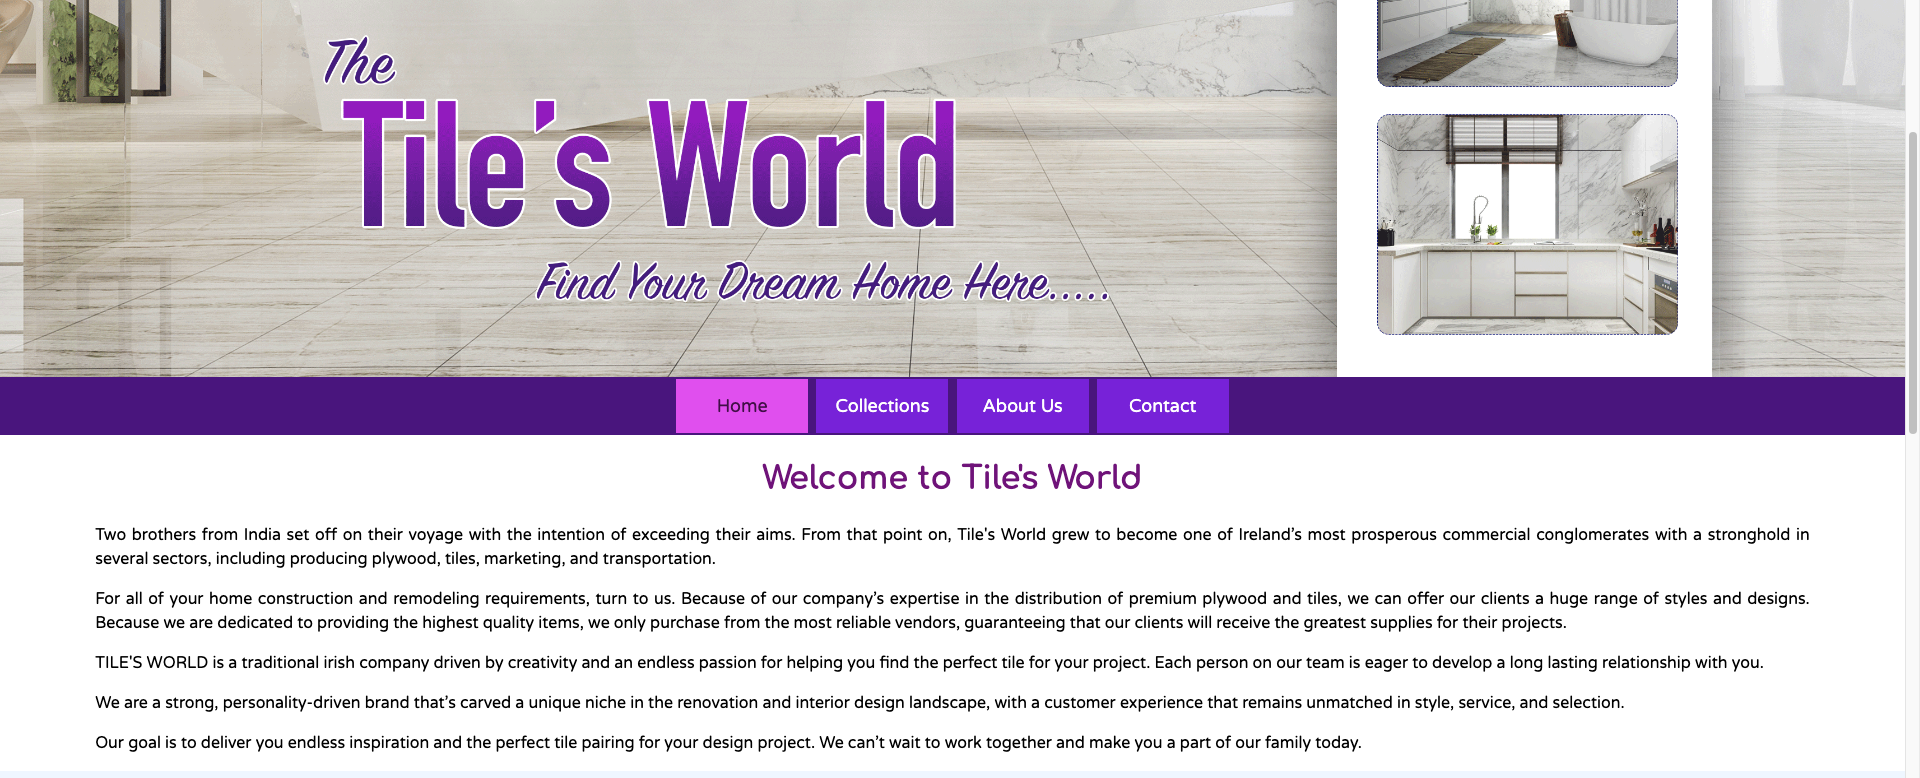 The
Tile's World
Find Your Dream Home Here.....
Home
Collections
About Us
Contact
Welcome to Tile's World
Two brothers from India set off on their voyage with the intention of exceeding their aims. From that point on, Tile's World grew to become one of Ireland’s most prosperous commercial conglomerates with a stronghold in
several sectors, including producing plywood, tiles, marketing, and transportation.
For all of your home construction and remodeling requirements, turn to us. Because of our company’s expertise in the distribution of premium plywood and tiles, we can offer our clients a huge range of styles and designs.
Because we are dedicated to providing the highest quality items, we only purchase from the most reliable vendors, guaranteeing that our clients will receive the greatest supplies for their projects.
TILE'S WORLD is a traditional irish company driven by creativity and an endless passion for helping you find the perfect tile for your project. Each person on our team is eager to develop a long lasting relationship with you.
We are a strong, personality-driven brand that’s carved a unique niche in the renovation and interior design landscape, with a customer experience that remains unmatched in style, service, and selection.
Our goal is to deliver you endless inspiration and the perfect tile pairing for your design project. We can’t wait to work together and make you a part of our family today.